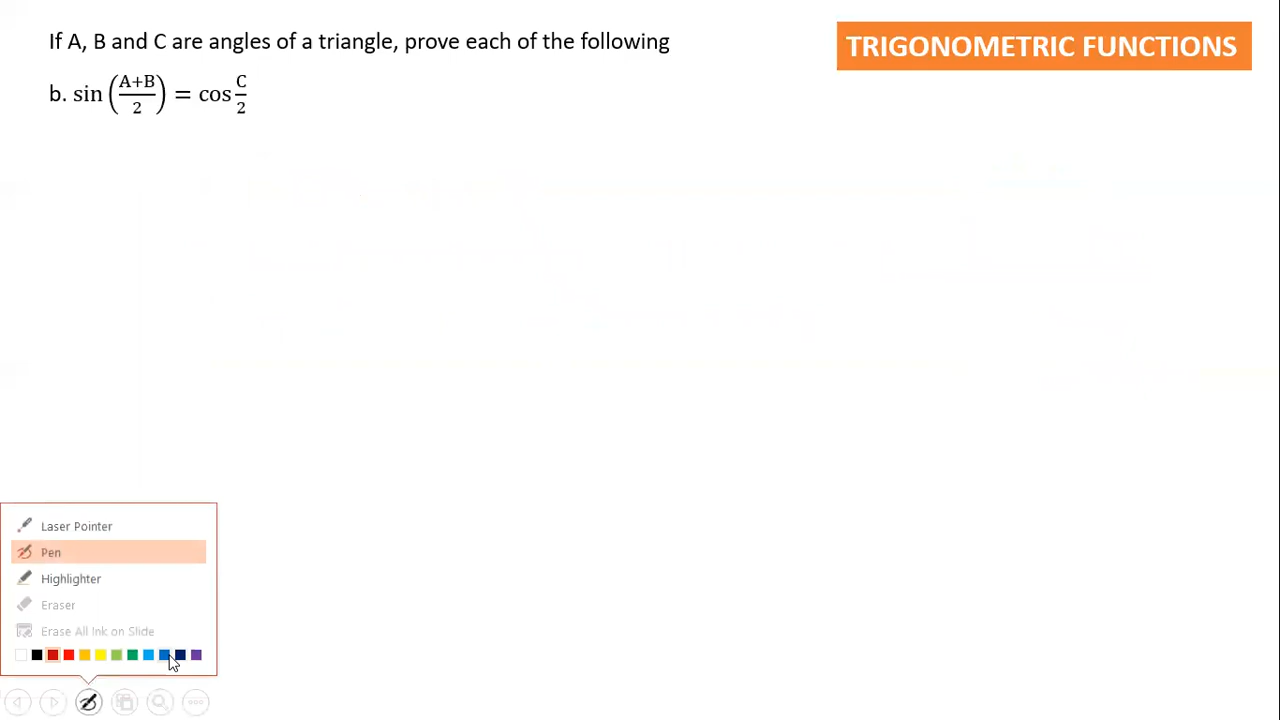 If A, B and C are angles of a triangle, prove each of the following
TRIGONOMETRIC FUNCTIONS
b. sin((A+B)/2) = cos C/2
Laser Pointer
Pen
Highlighter
Eraser
Erase All Ink on Slide